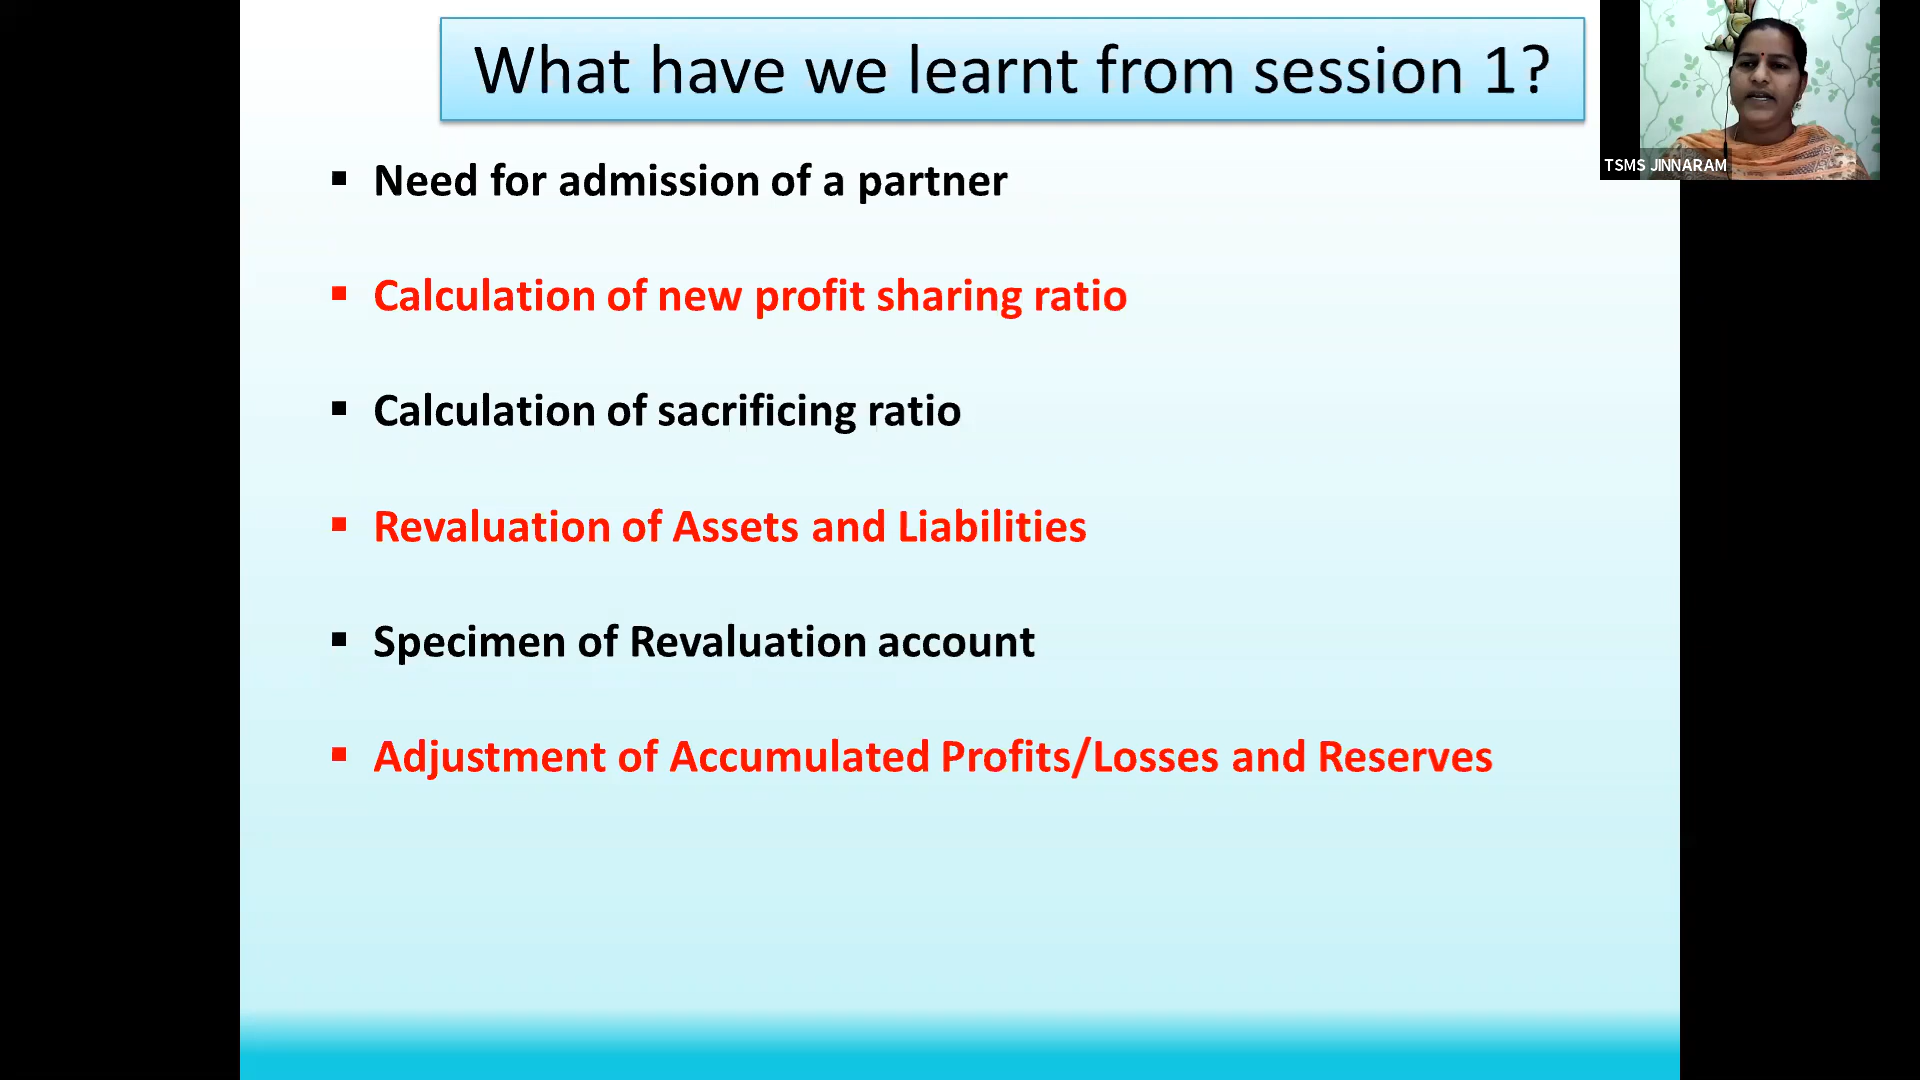 What have we learnt from session 1?
TSMS JINNARAM
▪ Need for admission of a partner
▪ Calculation of new profit sharing ratio
▪ Calculation of sacrificing ratio
▪ Revaluation of Assets and Liabilities
▪ Specimen of Revaluation account
▪ Adjustment of Accumulated Profits/Losses and Reserves